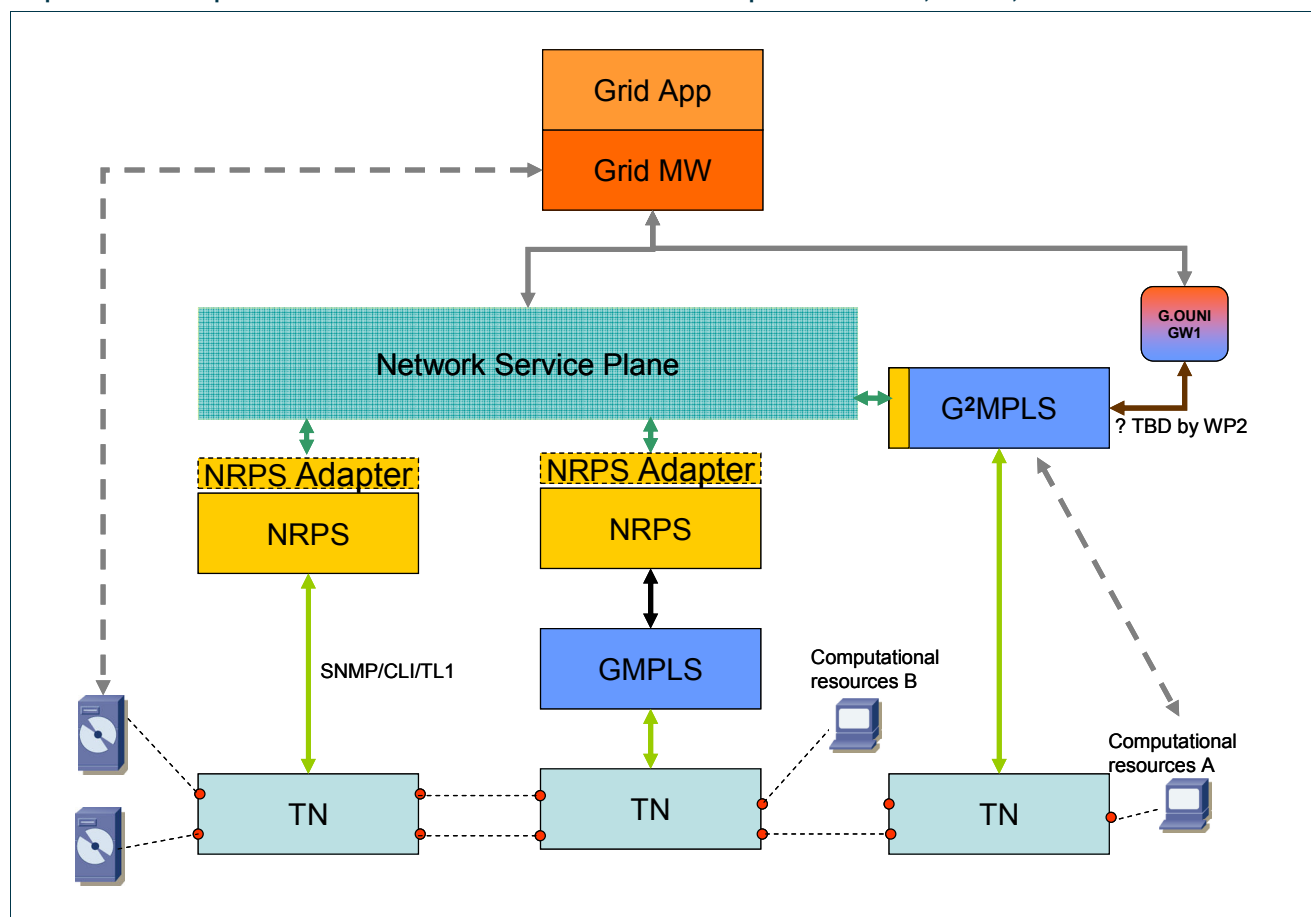 Grid App
Grid MW
G.OUNI
GW1
Network Service Plane
G²MPLS
? TBD by WP2
NRPS Adapter
NRPS
NRPS Adapter
NRPS
SNMP/CLI/TL1
GMPLS
Computational
resources B
Computational
resources A
TN
TN
TN